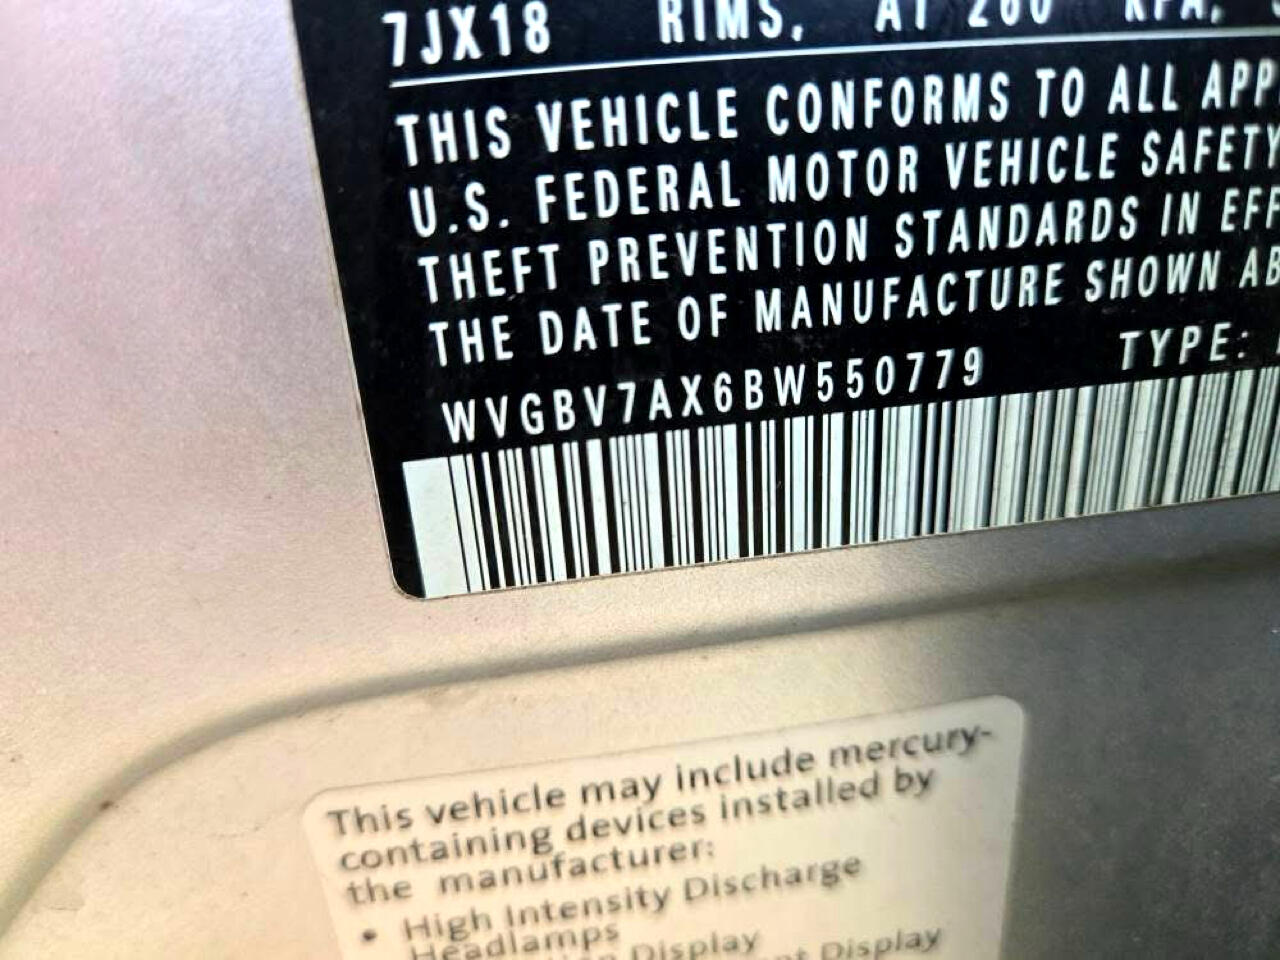 7JX18 RIMS, AT 260 KPA,
THIS VEHICLE CONFORMS TO ALL APP
U.S. FEDERAL MOTOR VEHICLE SAFETY
THEFT PREVENTION STANDARDS IN EFF
THE DATE OF MANUFACTURE SHOWN AB
WVGBV7AX6BW550779 TYPE:
This vehicle may include mercury-
containing devices installed by
the manufacturer:
• High Intensity Discharge
Headlamps
Display Display